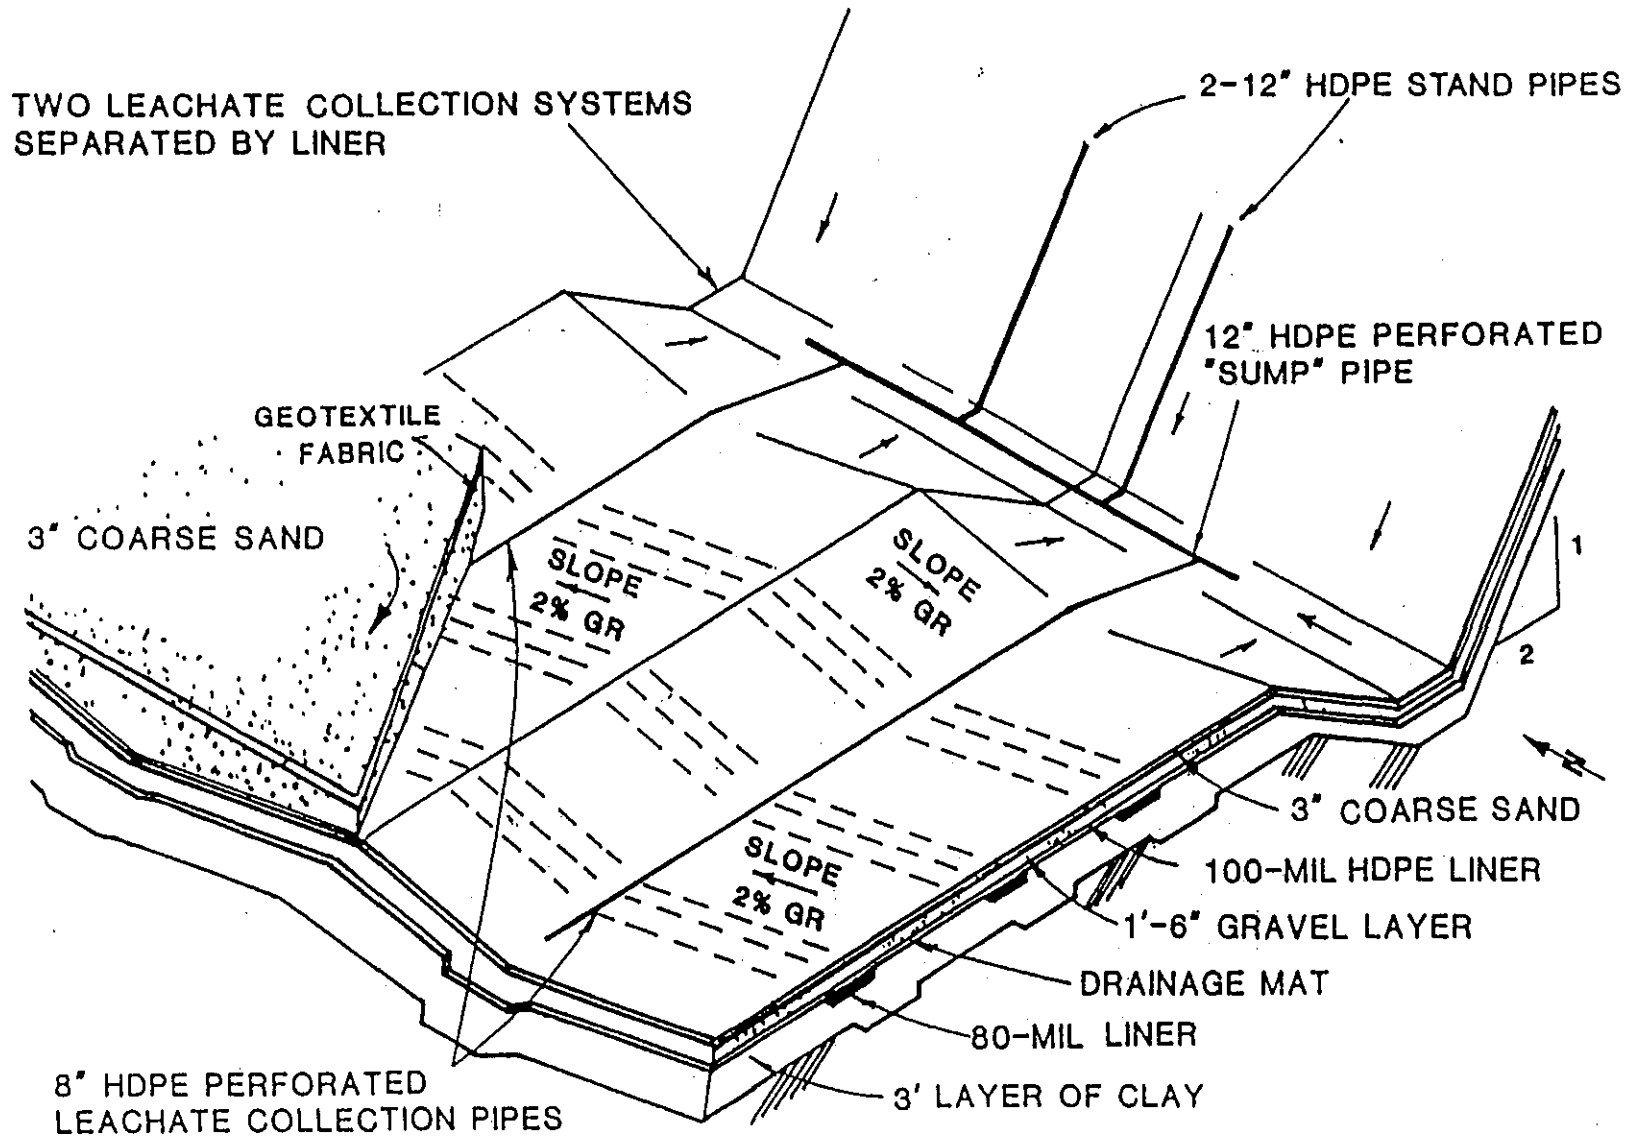 TWO LEACHATE COLLECTION SYSTEMS
SEPARATED BY LINER
2-12" HDPE STAND PIPES
12" HDPE PERFORATED
"SUMP" PIPE
GEOTEXTILE
FABRIC
3" COARSE SAND
SLOPE
2% GR
SLOPE
2% GR
1
2
N
3" COARSE SAND
SLOPE
2% GR
100-MIL HDPE LINER
1'-6" GRAVEL LAYER
DRAINAGE MAT
80-MIL LINER
3' LAYER OF CLAY
8" HDPE PERFORATED
LEACHATE COLLECTION PIPES